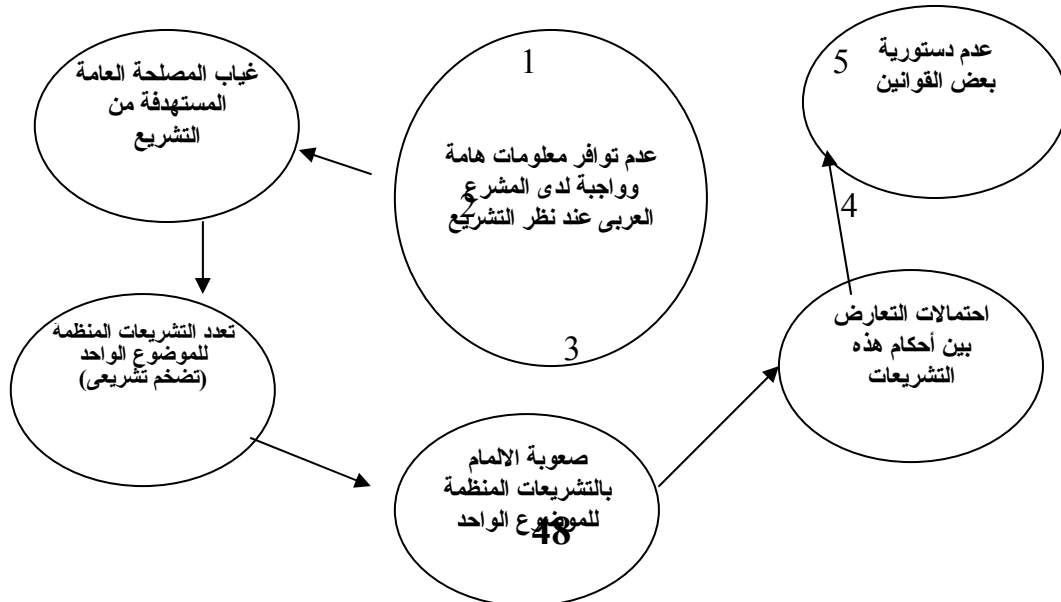 1
عدم توافر معلومات هامة
وواجبة لدى المشرع
2
العربى عند نظر التشريع
3
غياب المصلحة العامة
المستهدفة من
التشريع
تعدد التشريعات المنظمة
للموضوع الواحد
(تضخم تشريعى)
صعوبة الالمام
بالتشريعات المنظمة
للموضوع الواحد
48
احتمالات التعارض
بين أحكام هذه
التشريعات
4
5
عدم دستورية
بعض القوانين